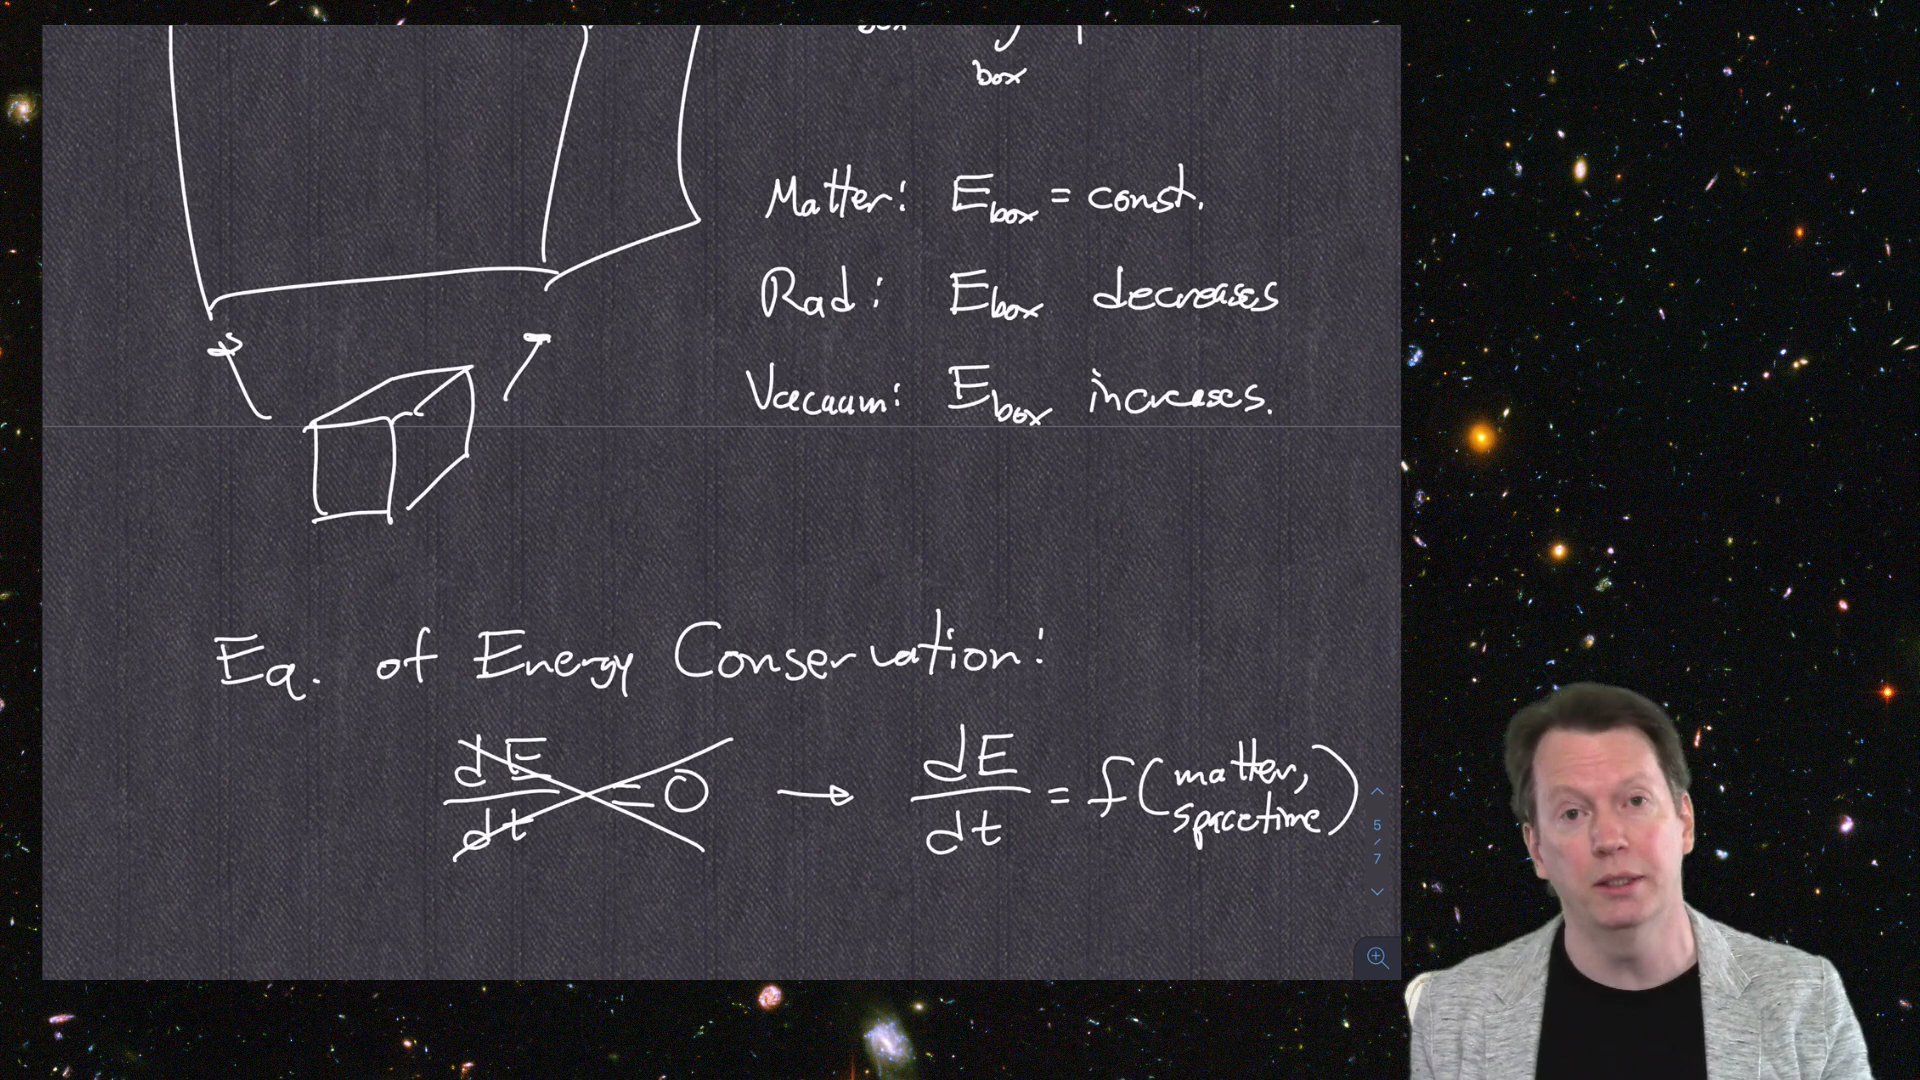 box
box
Matter: E_box = const.
Rad: E_box decreases
Vacuum: E_box increases.
Eq. of Energy Conservation:
dE/dt = 0 → dE/dt = f(matter, spacetime)
5
/
7